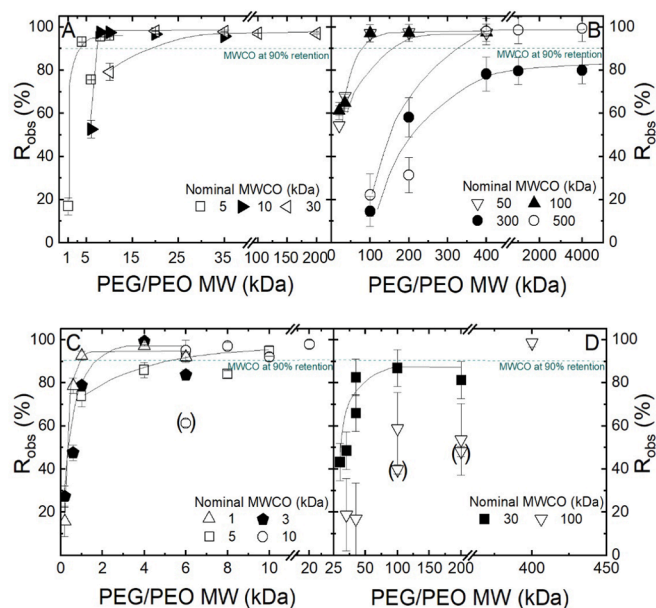 A
B
MWCO at 90% retention
MWCO at 90% retention
R_obs (%)
R_obs (%)
100
80
60
40
20
0
100
80
60
40
20
0
Nominal MWCO (kDa)
5 10 30
Nominal MWCO (kDa)
50 100
300 500
1 5 15 25 35 100 150 200
0 100 200 300 400 2000 4000
PEG/PEO MW (kDa)
PEG/PEO MW (kDa)
C
D
MWCO at 90% retention
MWCO at 90% retention
R_obs (%)
R_obs (%)
100
80
60
40
20
100
80
60
40
20
0
( )
( )
( )
Nominal MWCO (kDa)
1 3
5 10
Nominal MWCO (kDa)
30 100
0 2 4 6 8 10 15 20
25 50 75 100 150 200 350 450
PEG/PEO MW (kDa)
PEG/PEO MW (kDa)